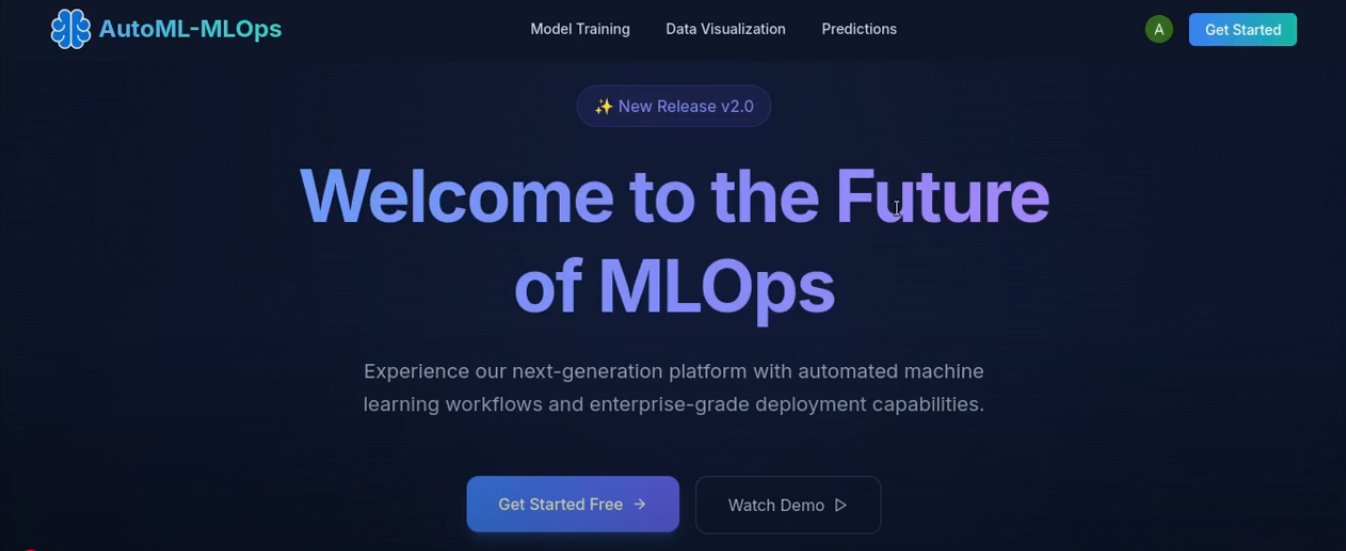 AutoML-MLOps
Model Training
Data Visualization
Predictions
A
Get Started
✨ New Release v2.0
Welcome to the Future
of MLOps
Experience our next-generation platform with automated machine
learning workflows and enterprise-grade deployment capabilities.
Get Started Free →
Watch Demo